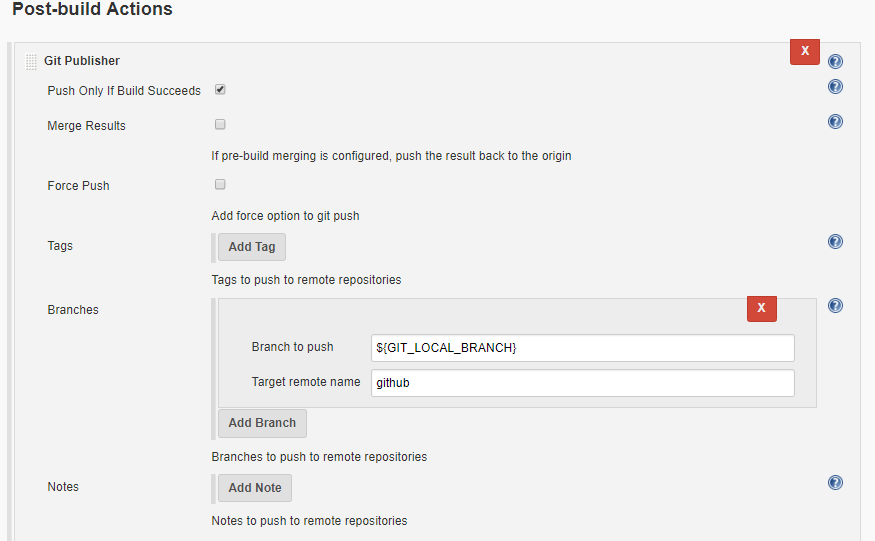 Post-build Actions
X
Git Publisher
?
Push Only If Build Succeeds
?
Merge Results
?
If pre-build merging is configured, push the result back to the origin
Force Push
Add force option to git push
Tags
Add Tag
?
Tags to push to remote repositories
Branches
X
?
Branch to push
${GIT_LOCAL_BRANCH}
Target remote name
github
Add Branch
Branches to push to remote repositories
Notes
Add Note
?
Notes to push to remote repositories